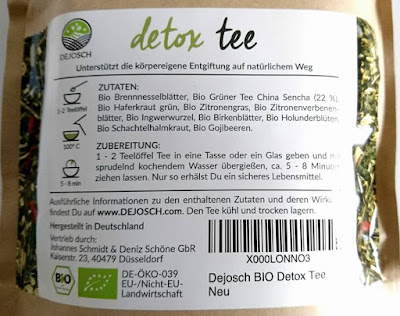 DEJOSCH
detox tee
Unterstützt die körpereigene Entgiftung auf natürlichem Weg
ZUTATEN:
Bio Brennnesselblätter, Bio Grüner Tee China Sencha (22 %),
Bio Haferkraut grün, Bio Zitronengras, Bio Zitronenverbenen-
blätter, Bio Ingwerwurzel, Bio Birkenblätter, Bio Holunderblüten,
Bio Schachtelhalmkraut, Bio Gojibeeren.
1-2 Teelöffel
100° C
5 - 8 min
ZUBEREITUNG:
1 - 2 Teelöffel Tee in eine Tasse oder ein Glas geben und
sprudelnd kochendem Wasser übergießen, ca. 5 - 8 Minuten
ziehen lassen. Nur so erhälst Du ein sicheres Lebensmittel.
Ausführliche Informationen zu den enthaltenen Zutaten und deren
findest Du auf www.DEJOSCH.com. Den Tee kühl und trocken lagern.
Hergestellt in Deutschland
Vertrieb durch:
Johannes Schmidt & Deniz Schöne GbR
Kaiserstr. 23, 40479 Düsseldorf
Bio
DE-ÖKO-039
EU-/Nicht-EU-
Landwirtschaft
X000LONNO3
Dejosch BIO Detox Tee
Neu